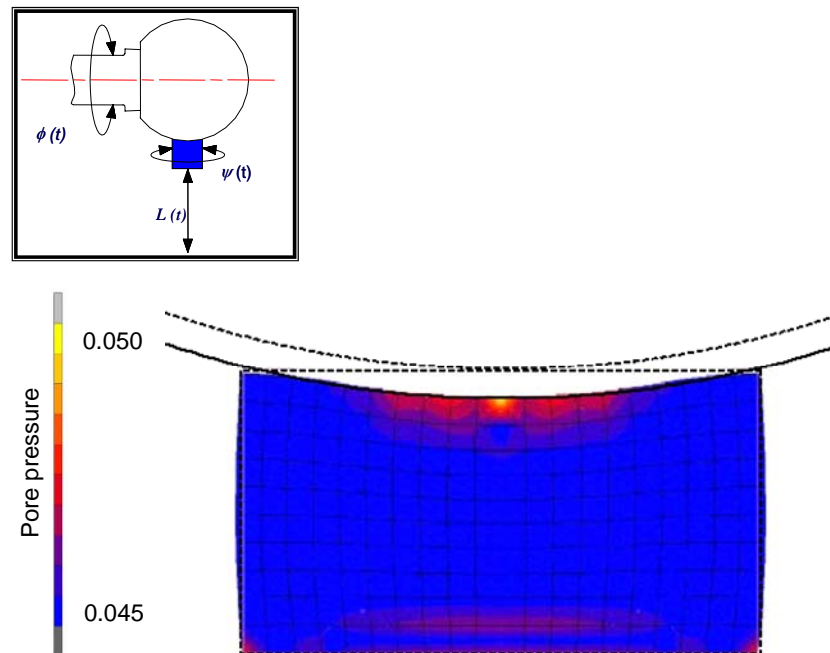 ϕ (t)
ψ (t)
L (t)
0.050
Pore pressure
0.045